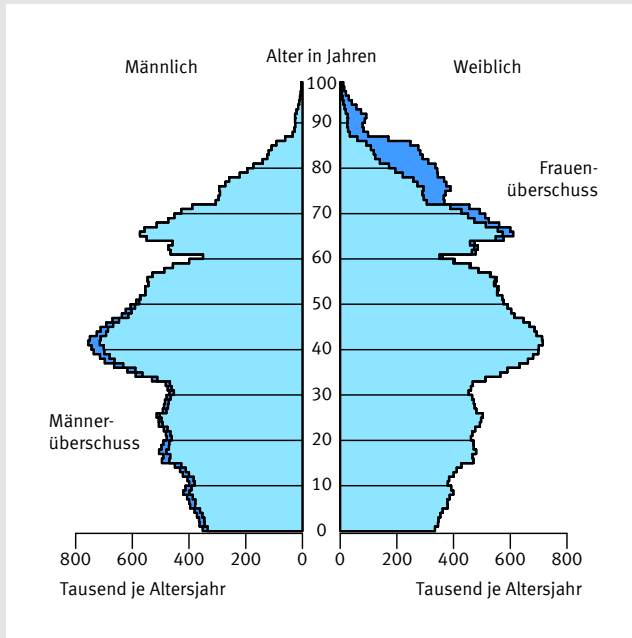 Alter in Jahren
Männlich
Weiblich
100
90
80
70
60
50
40
30
20
10
0
Frauen-
überschuss
Männer-
überschuss
800 600 400 200 0
0 200 400 600 800
Tausend je Altersjahr
Tausend je Altersjahr